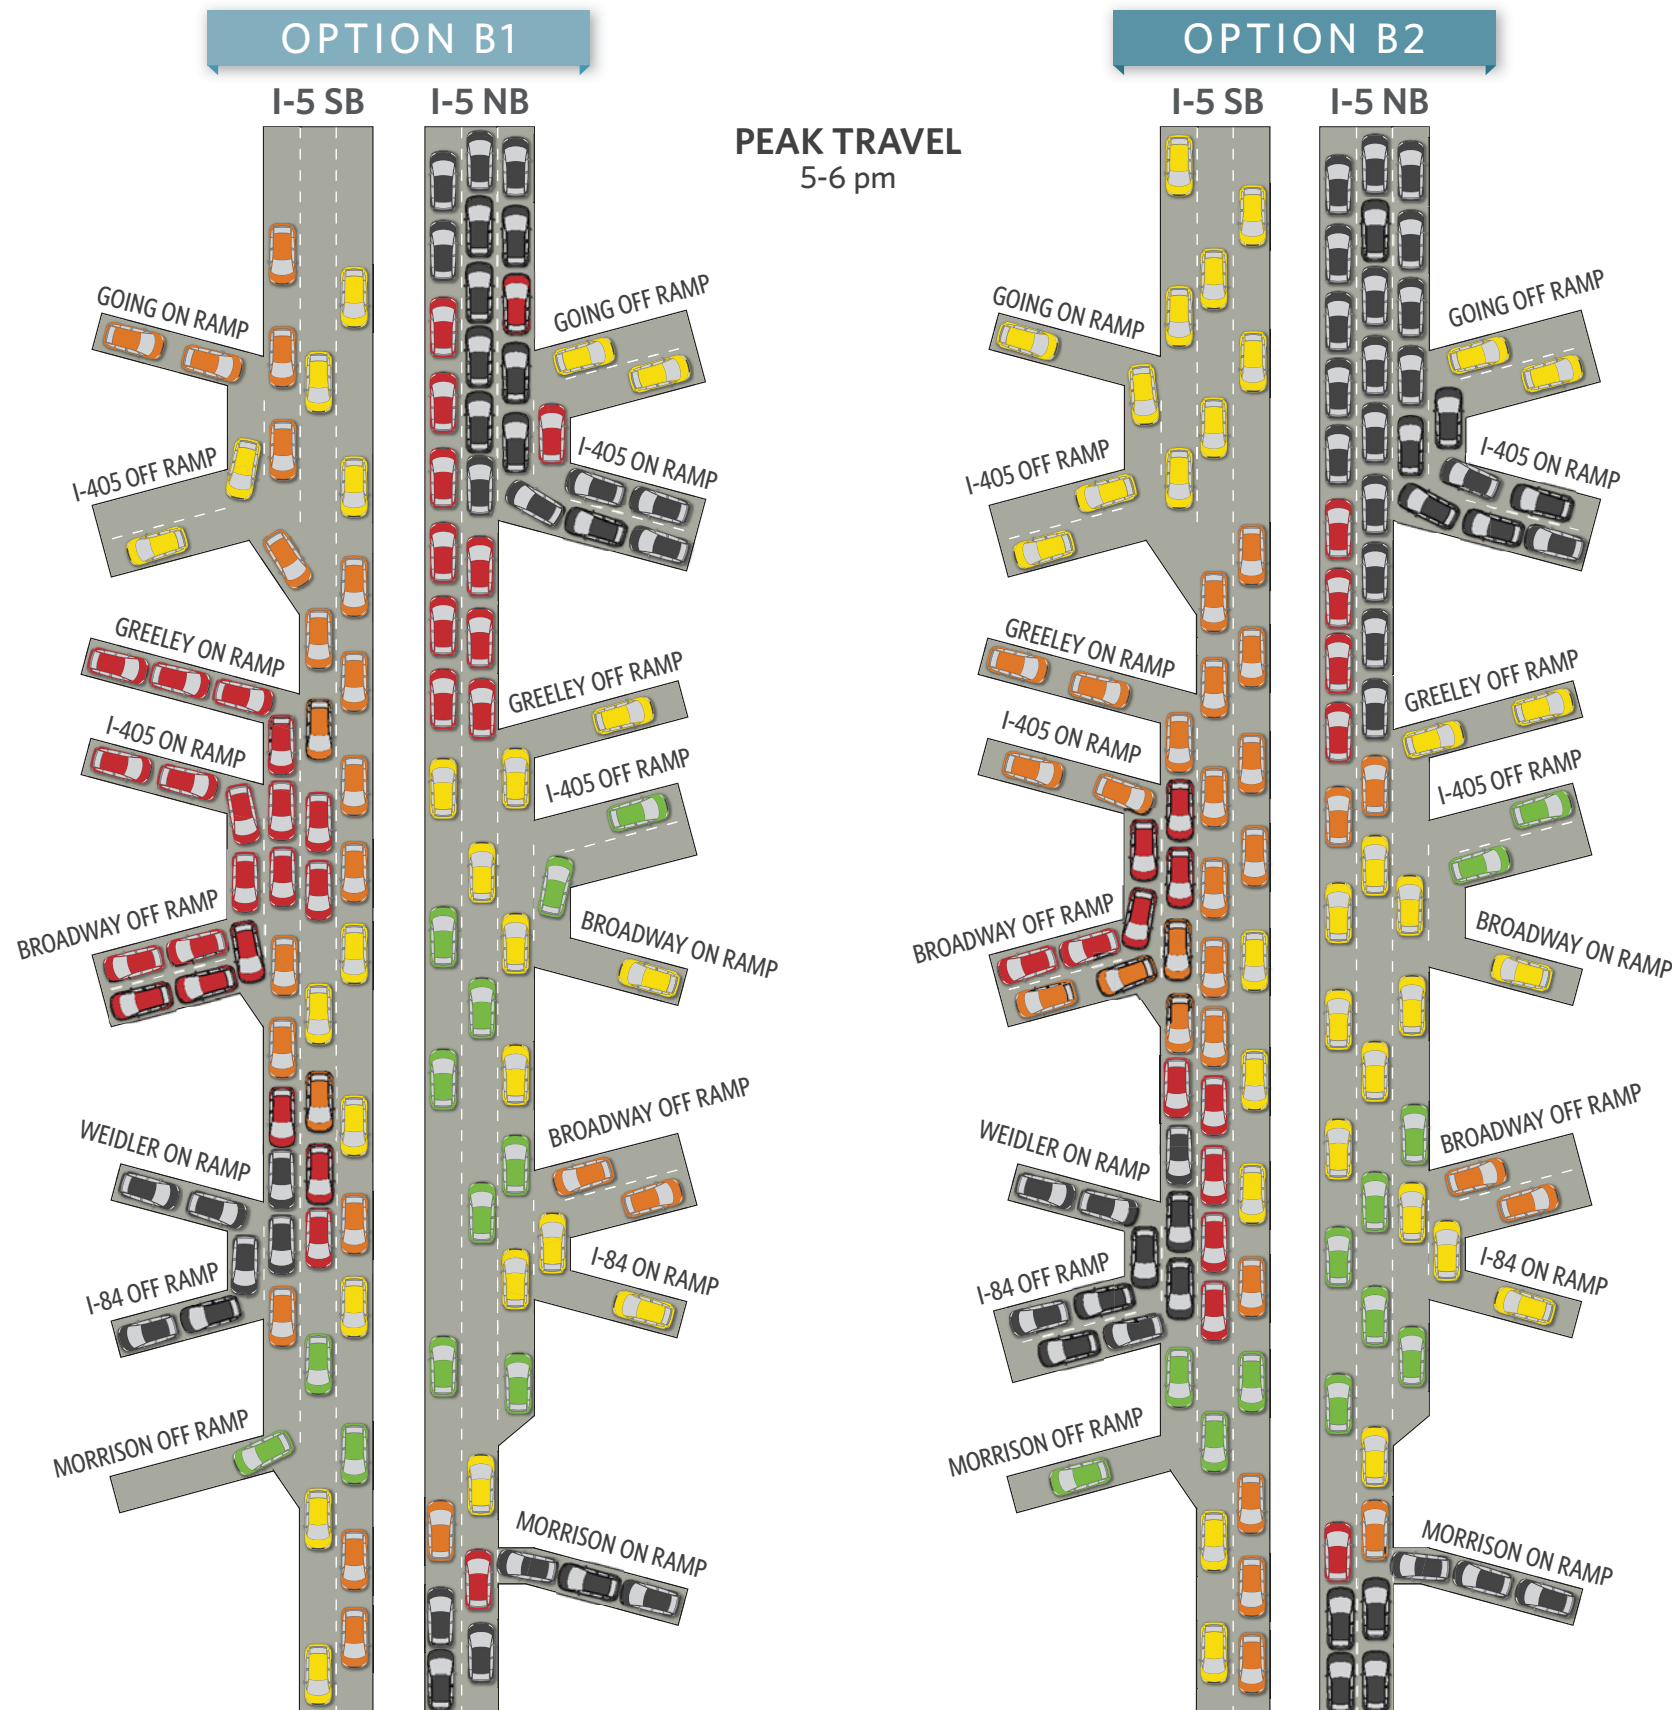 OPTION B1
OPTION B2
I-5 SB
I-5 NB
PEAK TRAVEL
5-6 pm
I-5 SB
I-5 NB
GOING ON RAMP
GOING OFF RAMP
I-405 OFF RAMP
I-405 ON RAMP
GREELEY ON RAMP
GREELEY OFF RAMP
I-405 ON RAMP
I-405 OFF RAMP
BROADWAY OFF RAMP
BROADWAY ON RAMP
WEIDLER ON RAMP
BROADWAY OFF RAMP
I-84 OFF RAMP
I-84 ON RAMP
MORRISON OFF RAMP
MORRISON ON RAMP
GOING ON RAMP
GOING OFF RAMP
I-405 OFF RAMP
I-405 ON RAMP
GREELEY ON RAMP
GREELEY OFF RAMP
I-405 ON RAMP
I-405 OFF RAMP
BROADWAY OFF RAMP
BROADWAY ON RAMP
WEIDLER ON RAMP
BROADWAY OFF RAMP
I-84 OFF RAMP
I-84 ON RAMP
MORRISON OFF RAMP
MORRISON ON RAMP